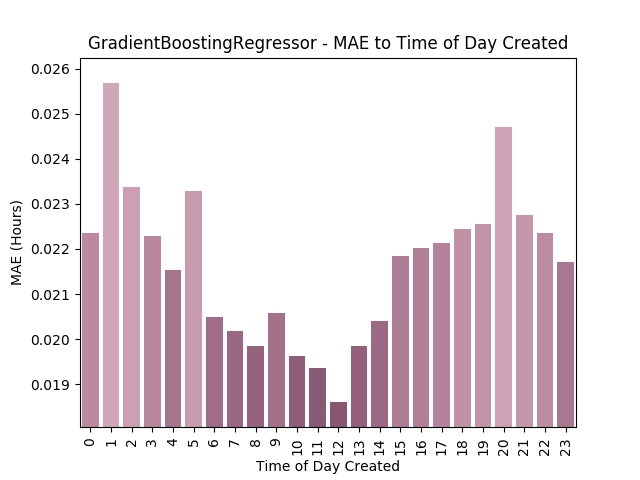 GradientBoostingRegressor - MAE to Time of Day Created
0.026
0.025
0.024
0.023
0.022
0.021
0.020
0.019
MAE (Hours)
0 1 2 3 4 5 6 7 8 9 10 11 12 13 14 15 16 17 18 19 20 21 22 23
Time of Day Created